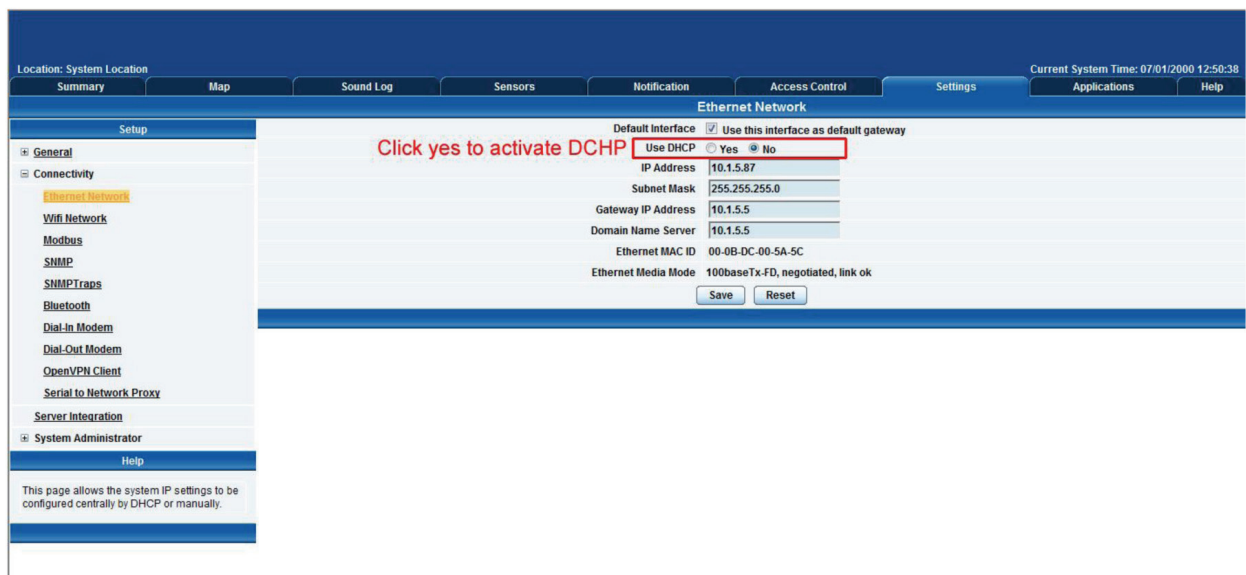 Location: System Location
Current System Time: 07/01/2000 12:50:38
Summary Map Sound Log Sensors Notification Access Control Settings Applications Help
Ethernet Network
Setup
General
Connectivity
Ethernet Network
Wifi Network
Modbus
SNMP
SNMPTraps
Bluetooth
Dial-In Modem
Dial-Out Modem
OpenVPN Client
Serial to Network Proxy
Server Integration
System Administrator
Help
This page allows the system IP settings to be
configured centrally by DHCP or manually.
Default Interface Use this interface as default gateway
Click yes to activate DCHP
Use DHCP Yes No
IP Address 10.1.5.87
Subnet Mask 255.255.255.0
Gateway IP Address 10.1.5.5
Domain Name Server 10.1.5.5
Ethernet MAC ID 00-0B-DC-00-5A-5C
Ethernet Media Mode 100baseTx-FD, negotiated, link ok
Save Reset